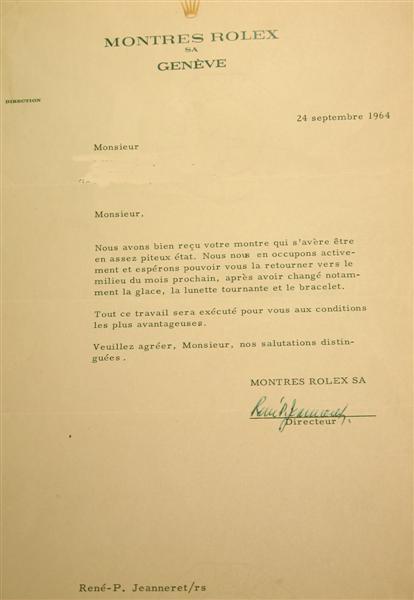 MONTRES ROLEX
SA
GENÈVE
DIRECTION
24 septembre 1964
Monsieur
Monsieur,
Nous avons bien reçu votre montre qui s'avère être
en assez piteux état. Nous nous en occupons active-
ment et espérons pouvoir vous la retourner vers le
milieu du mois prochain, après avoir changé notam-
ment la glace, la lunette tournante et le bracelet.
Tout ce travail sera exécuté pour vous aux conditions
les plus avantageuses.
Veuillez agréer, Monsieur, nos salutations distin-
guées.
MONTRES ROLEX SA
René P. Jeanneret.
Directeur
René-P. Jeanneret/rs